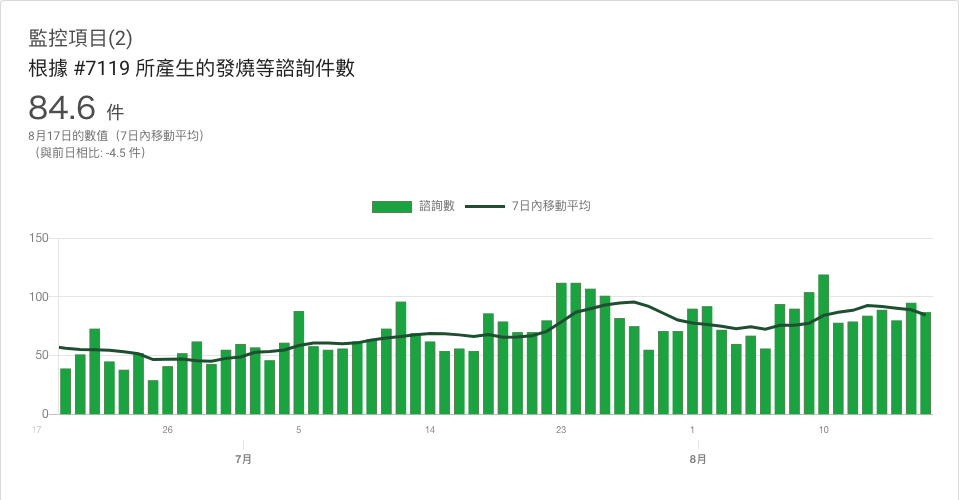 監控項目(2)
根據 #7119 所產生的發燒等諮詢件數
84.6 件
8月17日的數值（7日內移動平均）
（與前日相比: -4.5 件）
諮詢數 7日內移動平均
150
100
50
0
17 26 5 14 23 1 10
7月 8月